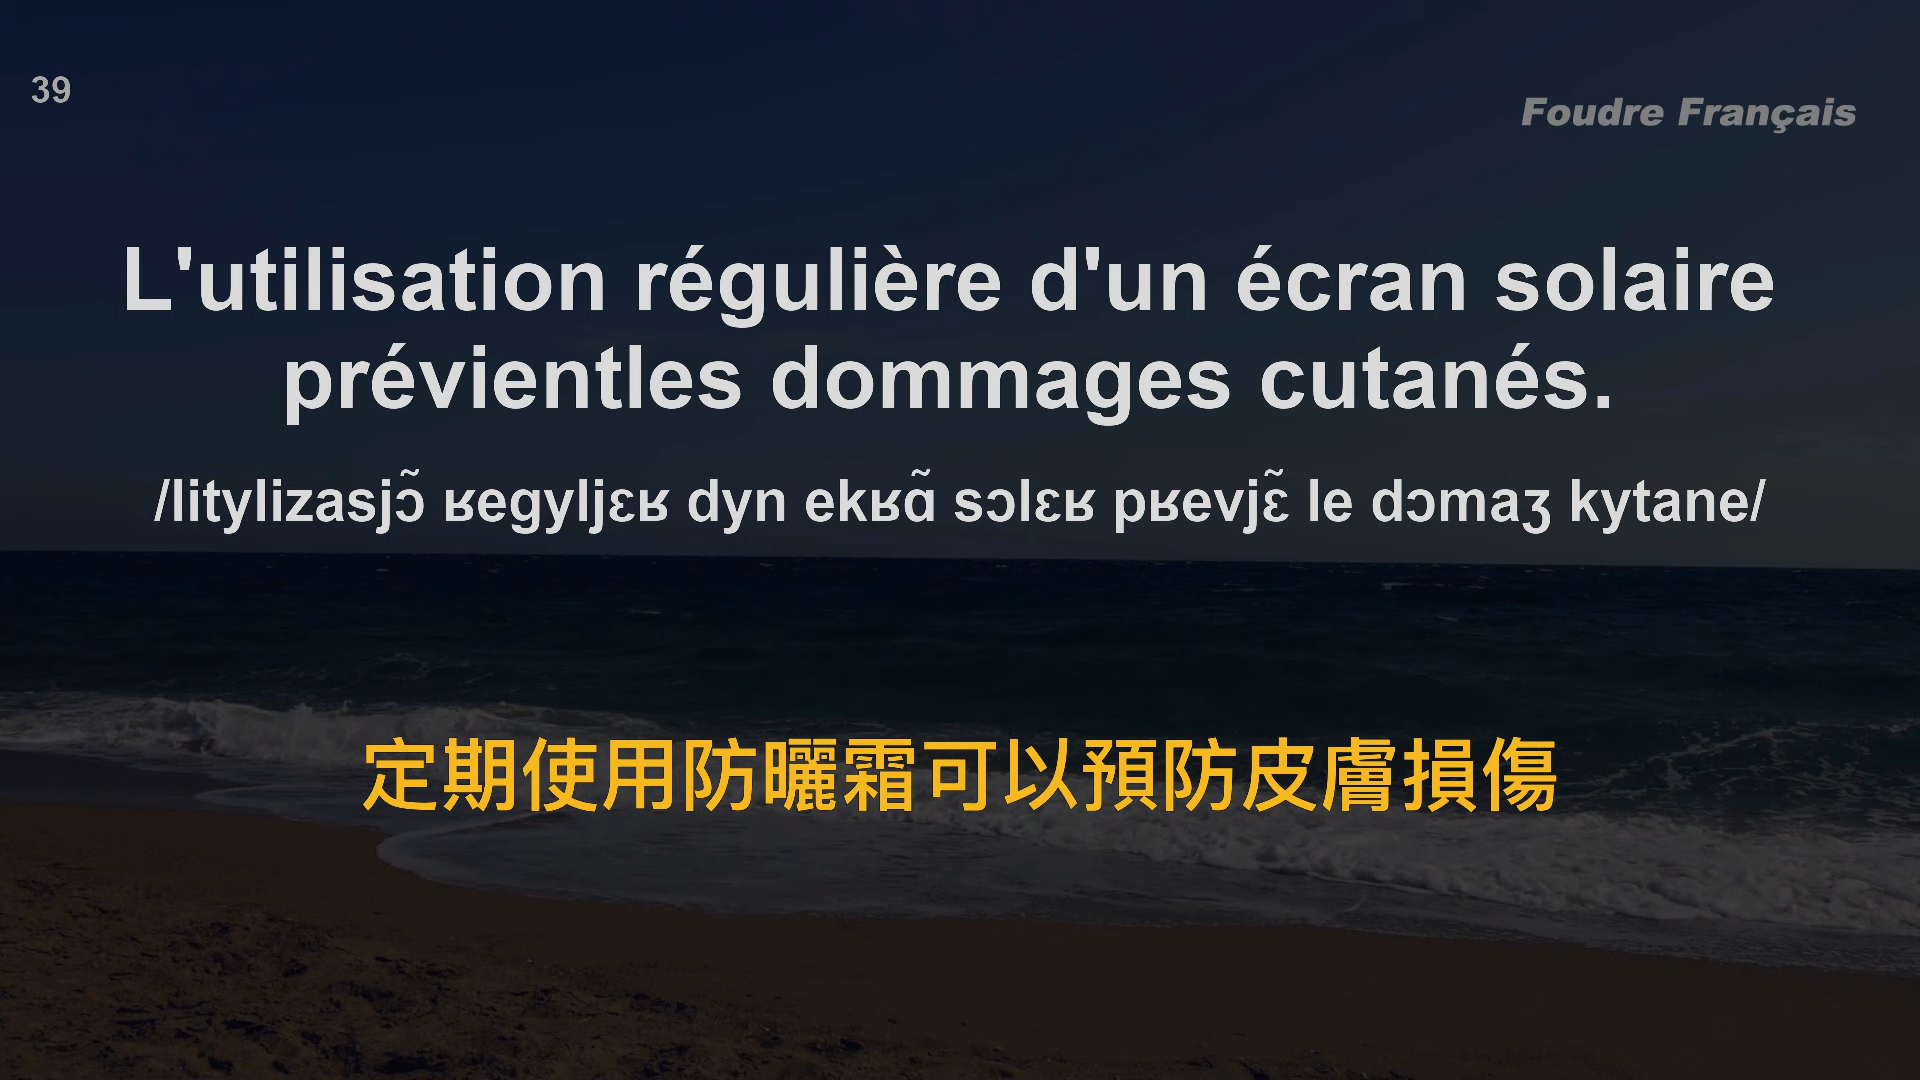 39
Foudre Français
L'utilisation régulière d'un écran solaire
prévientles dommages cutanés.
/litylizasjɔ̃ ʁegyljɛʁ dyn ekʁɑ̃ sɔlɛʁ pʁevjɛ̃ le dɔmaʒ kytane/
定期使用防曬霜可以預防皮膚損傷